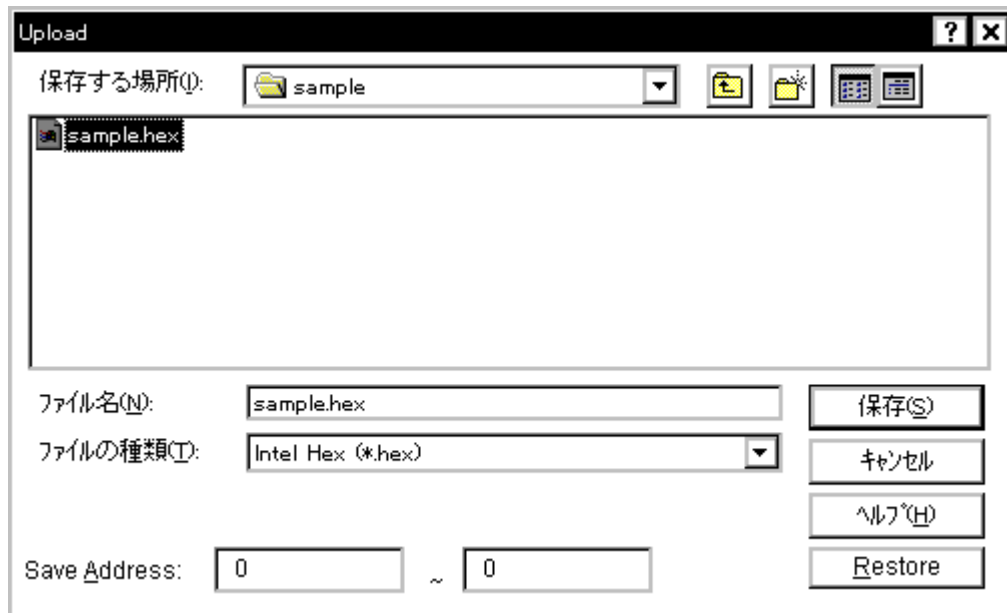 Upload
保存する場所(I):
sample
sample.hex
ファイル名(N):
sample.hex
保存(S)
ファイルの種類(T):
Intel Hex (*.hex)
キャンセル
ヘルプ(H)
Save Address:
0
~
0
Restore